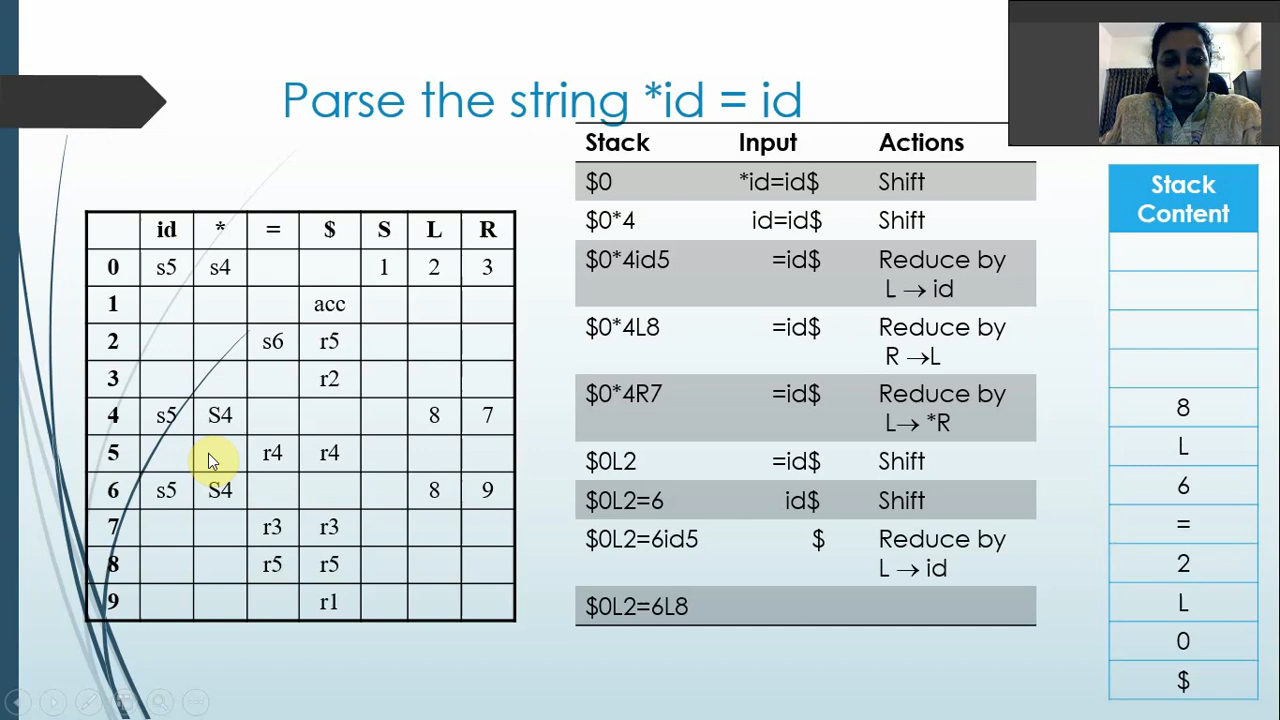 Parse the string *id = id
id * = $ S L R
0 s5 s4 1 2 3
1 acc
2 s6 r5
3 r2
4 s5 S4 8 7
5 r4 r4
6 s5 S4 8 9
7 r3 r3
8 r5 r5
9 r1
Stack Input Actions
$0 *id=id$ Shift
$0*4 id=id$ Shift
$0*4id5 =id$ Reduce by
L → id
$0*4L8 =id$ Reduce by
R →L
$0*4R7 =id$ Reduce by
L→ *R
$0L2 =id$ Shift
$0L2=6 id$ Shift
$0L2=6id5 $ Reduce by
L → id
$0L2=6L8
Stack
Content
8
L
6
=
2
L
0
$